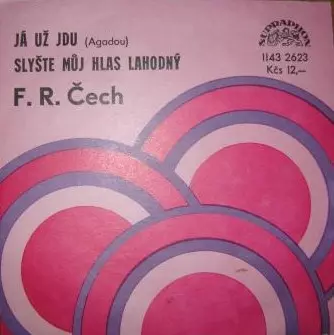 JÁ UŽ JDU (Agadou)
SLYŠTE MŮJ HLAS LAHODNÝ
F. R. Čech
SUPRAPHON
1143 2623
Kčs 12,—